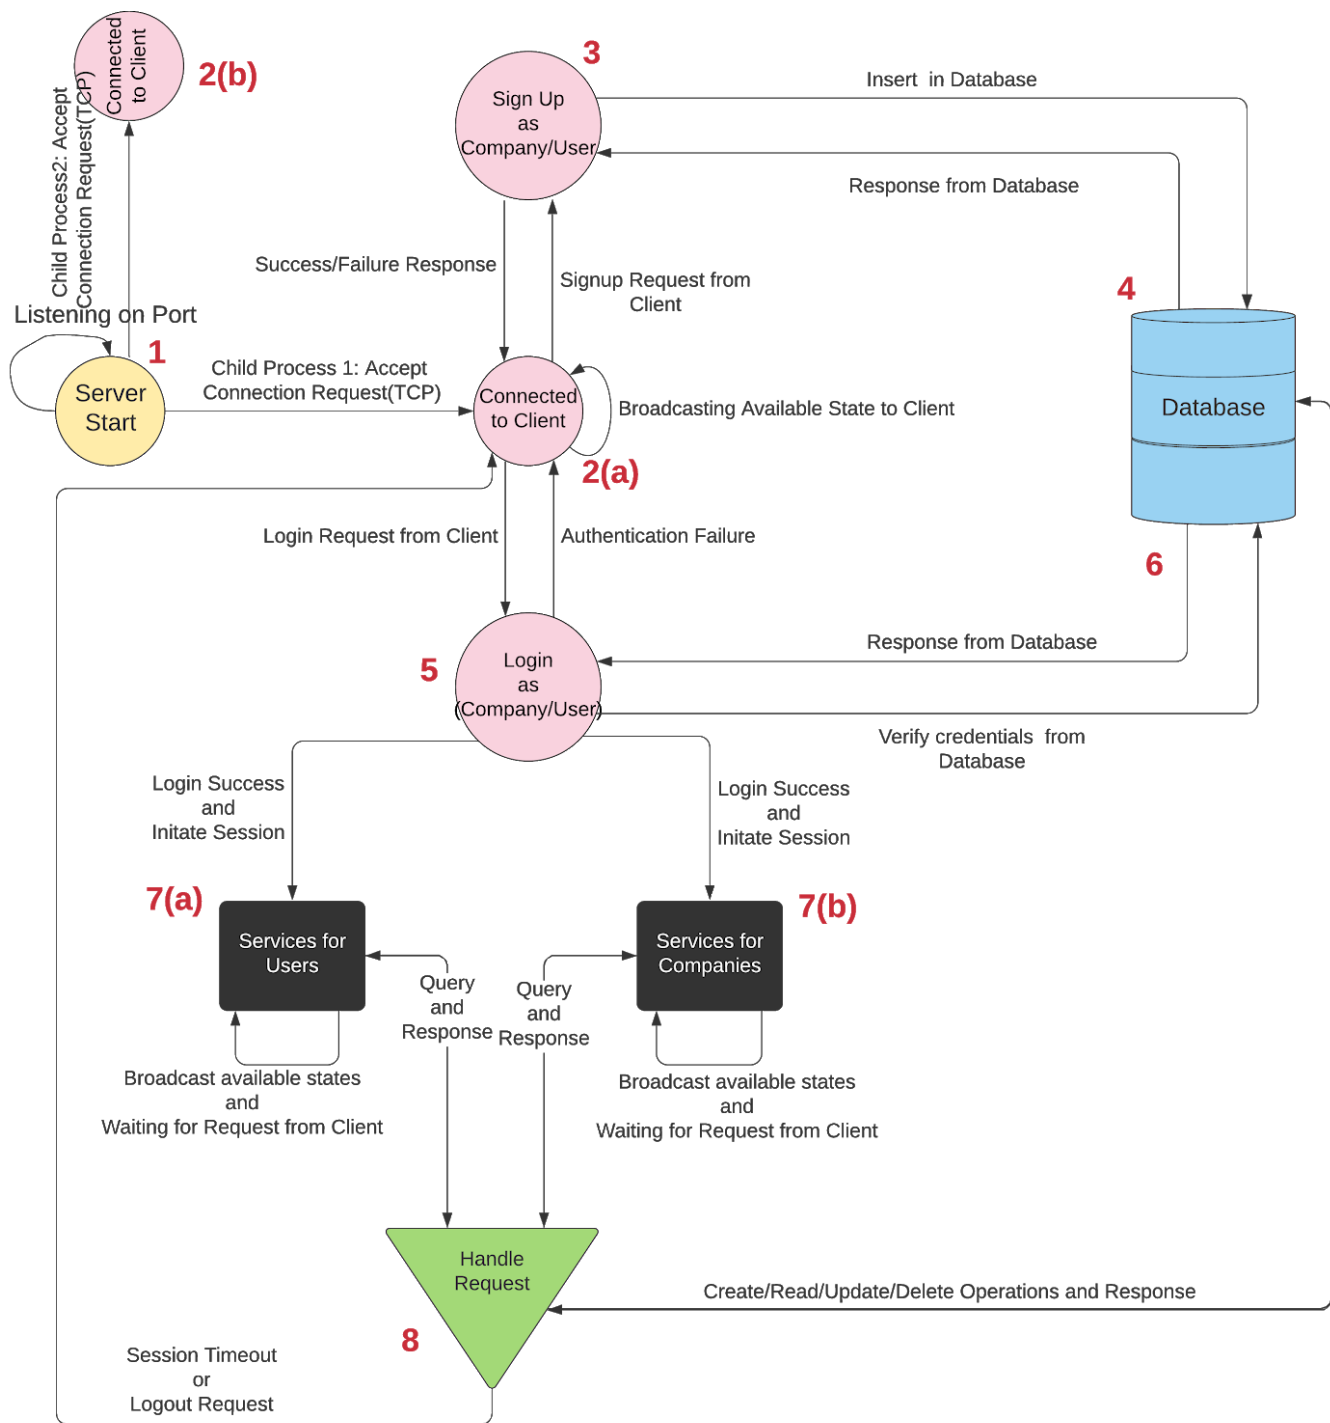 Connected
to Client
2(b)
Child Process2: Accept
Connection Request(TCP)
3
Sign Up
as
Company/User
Insert in Database
Response from Database
Success/Failure Response
Signup Request from
Client
4
Listening on Port
1
Server
Start
Child Process 1: Accept
Connection Request(TCP)
Connected
to Client
Broadcasting Available State to Client
2(a)
Database
Login Request from Client
Authentication Failure
6
5
Login
as
(Company/User)
Response from Database
Verify credentials from
Database
Login Success
and
Initate Session
Login Success
and
Initate Session
7(a)
7(b)
Services for
Users
Services for
Companies
Query
and
Response
Query
and
Response
Broadcast available states
and
Waiting for Request from Client
Broadcast available states
and
Waiting for Request from Client
Handle
Request
Create/Read/Update/Delete Operations and Response
8
Session Timeout
or
Logout Request